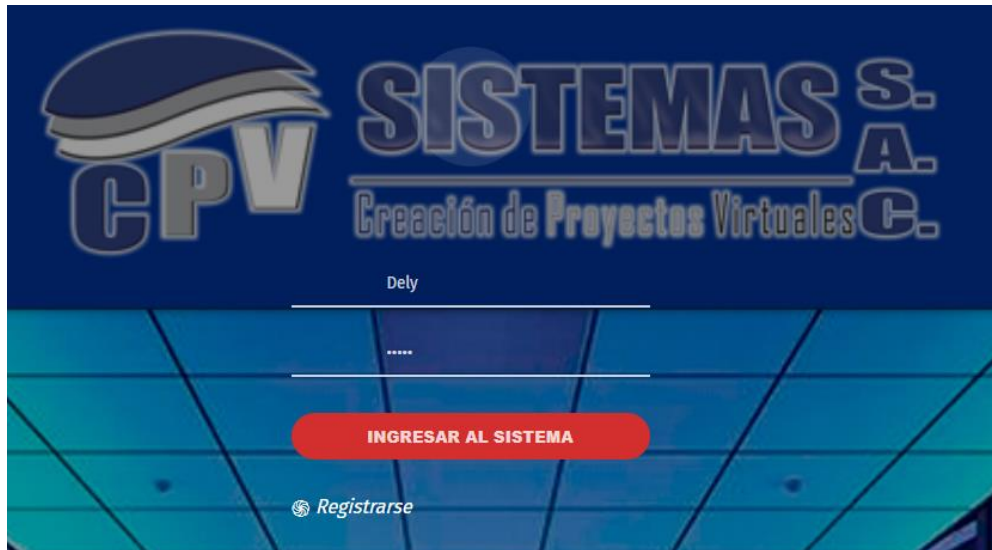 CPV
SISTEMAS S.A.C.
Creación de Proyectos Virtuales
Dely
•••••
INGRESAR AL SISTEMA
Registrarse